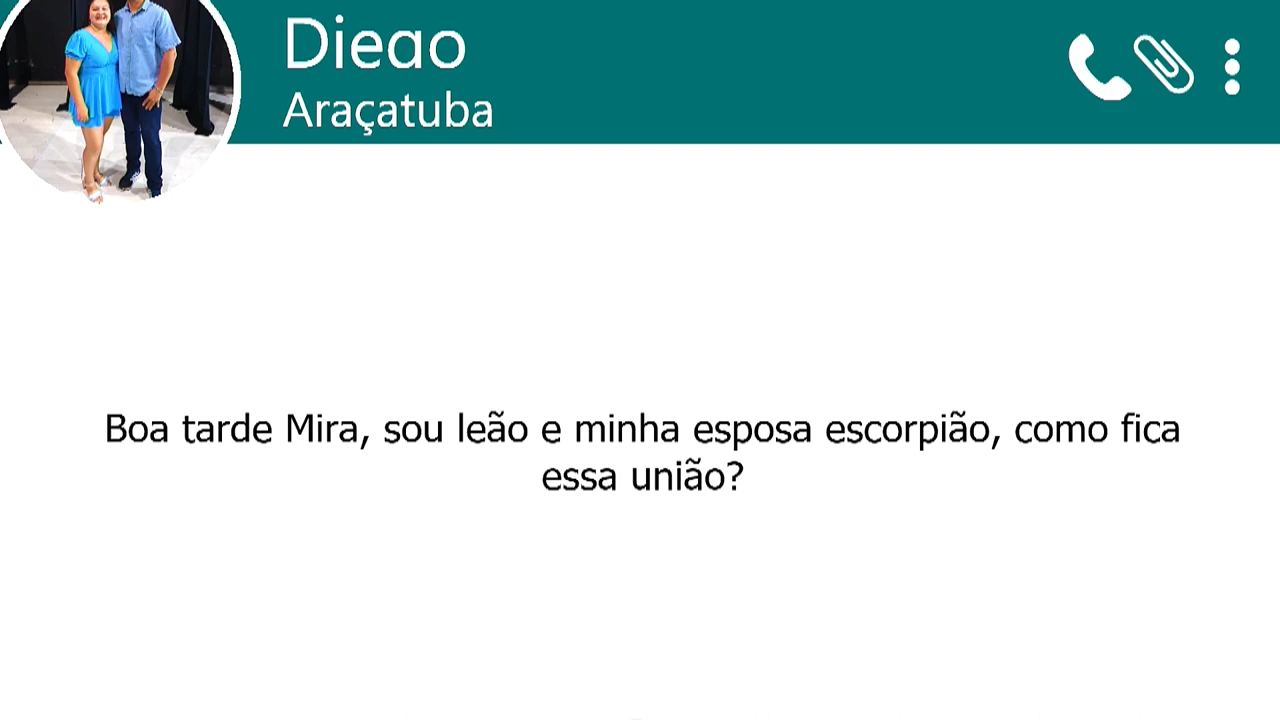 Diego
Araçatuba
Boa tarde Mira, sou leão e minha esposa escorpião, como fica
essa união?